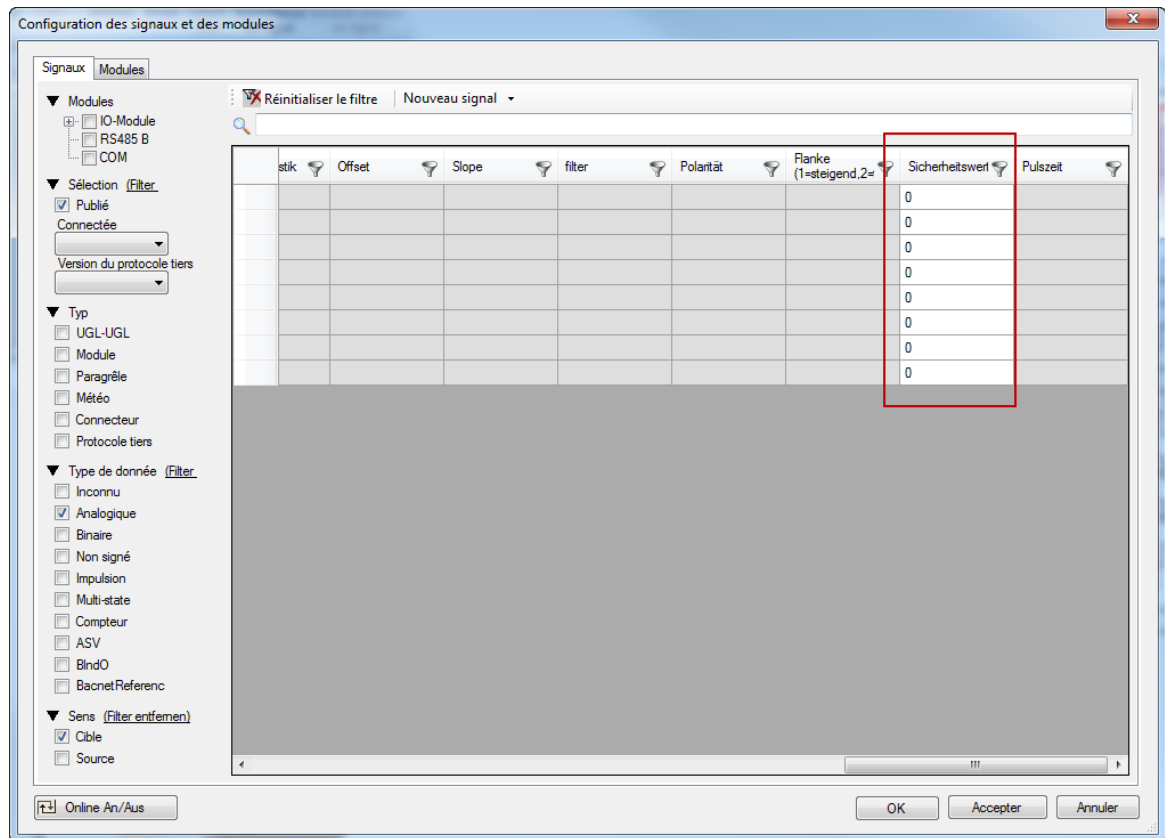 Configuration des signaux et des modules
Signaux Modules
Modules
IO-Module
RS485 B
COM
Sélection (Filter
Publié
Connectée
Version du protocole tiers
Typ
UGL-UGL
Module
Paragrêle
Météo
Connecteur
Protocole tiers
Type de donnée (Filter
Inconnu
Analogique
Binaire
Non signé
Impulsion
Multi-state
Compteur
ASV
BIndO
BacnetReferenc
Sens (Filter entfernen)
Cible
Source
Réinitialiser le filtre Nouveau signal
stik Offset Slope filter Polarität Flanke (1=steigend,2= Sicherheitswert Pulszeit
0
0
0
0
0
0
0
0
Online An/Aus OK Accepter Annuler